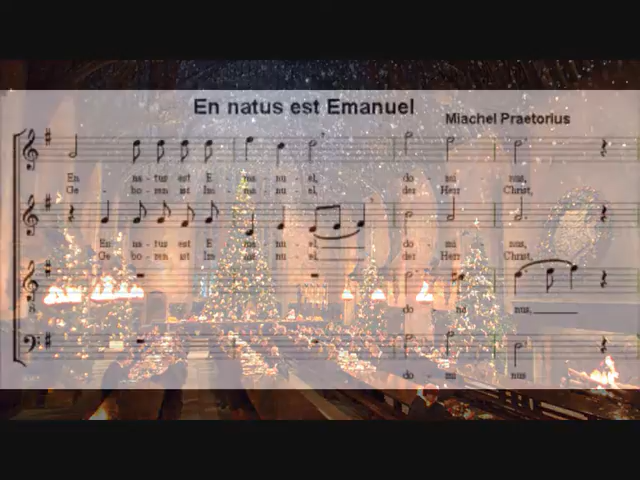 En natus est Emanuel
Miachel Praetorius
En na - tus est E ma - nu - el, do - mi nus,
Ge - bo - ren ist Im - ma - nu - el, der Herr Christ,
En na - tus est E ma - nu - el, do - mi nus,
Ge - bo - ren ist Im - ma - nu - el, der Herr Christ,
do - nus,
do - mi nus